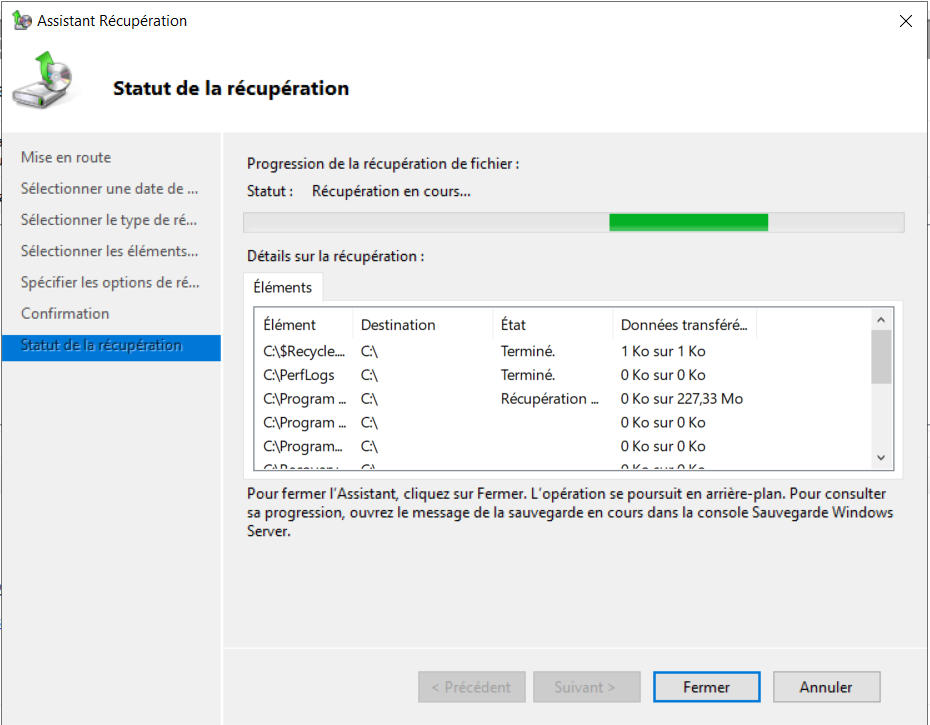 Assistant Récupération
Statut de la récupération
Mise en route
Sélectionner une date de ...
Sélectionner le type de ré...
Sélectionner les éléments...
Spécifier les options de ré...
Confirmation
Statut de la récupération
Progression de la récupération de fichier :
Statut : Récupération en cours...
Détails sur la récupération :
Éléments
Élément Destination État Données transféré...
C:\$Recycle.... C:\ Terminé. 1 Ko sur 1 Ko
C:\PerfLogs C:\ Terminé. 0 Ko sur 0 Ko
C:\Program ... C:\ Récupération ... 0 Ko sur 227,33 Mo
C:\Program ... C:\ 0 Ko sur 0 Ko
C:\Program... C:\ 0 Ko sur 0 Ko
C:\Recovery C:\ 0 Ko sur 0 Ko
Pour fermer l'Assistant, cliquez sur Fermer. L'opération se poursuit en arrière-plan. Pour consulter
sa progression, ouvrez le message de la sauvegarde en cours dans la console Sauvegarde Windows
Server.
< Précédent Suivant > Fermer Annuler